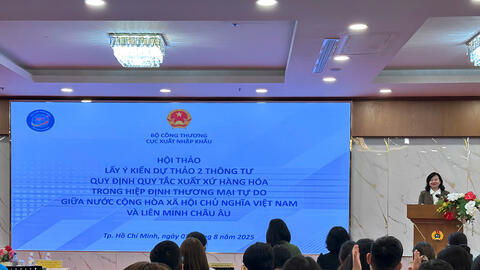 BỘ CÔNG THƯƠNG
CỤC XUẤT NHẬP KHẨU
HỘI THẢO
LẤY Ý KIẾN DỰ THẢO 2 THÔNG TƯ
QUY ĐỊNH QUY TẮC XUẤT XỨ HÀNG HÓA
TRONG HIỆP ĐỊNH THƯƠNG MẠI TỰ DO
GIỮA NƯỚC CỘNG HÒA XÃ HỘI CHỦ NGHĨA VIỆT NAM
VÀ LIÊN MINH CHÂU ÂU
Tp. Hồ Chí Minh, ngày 8/2025